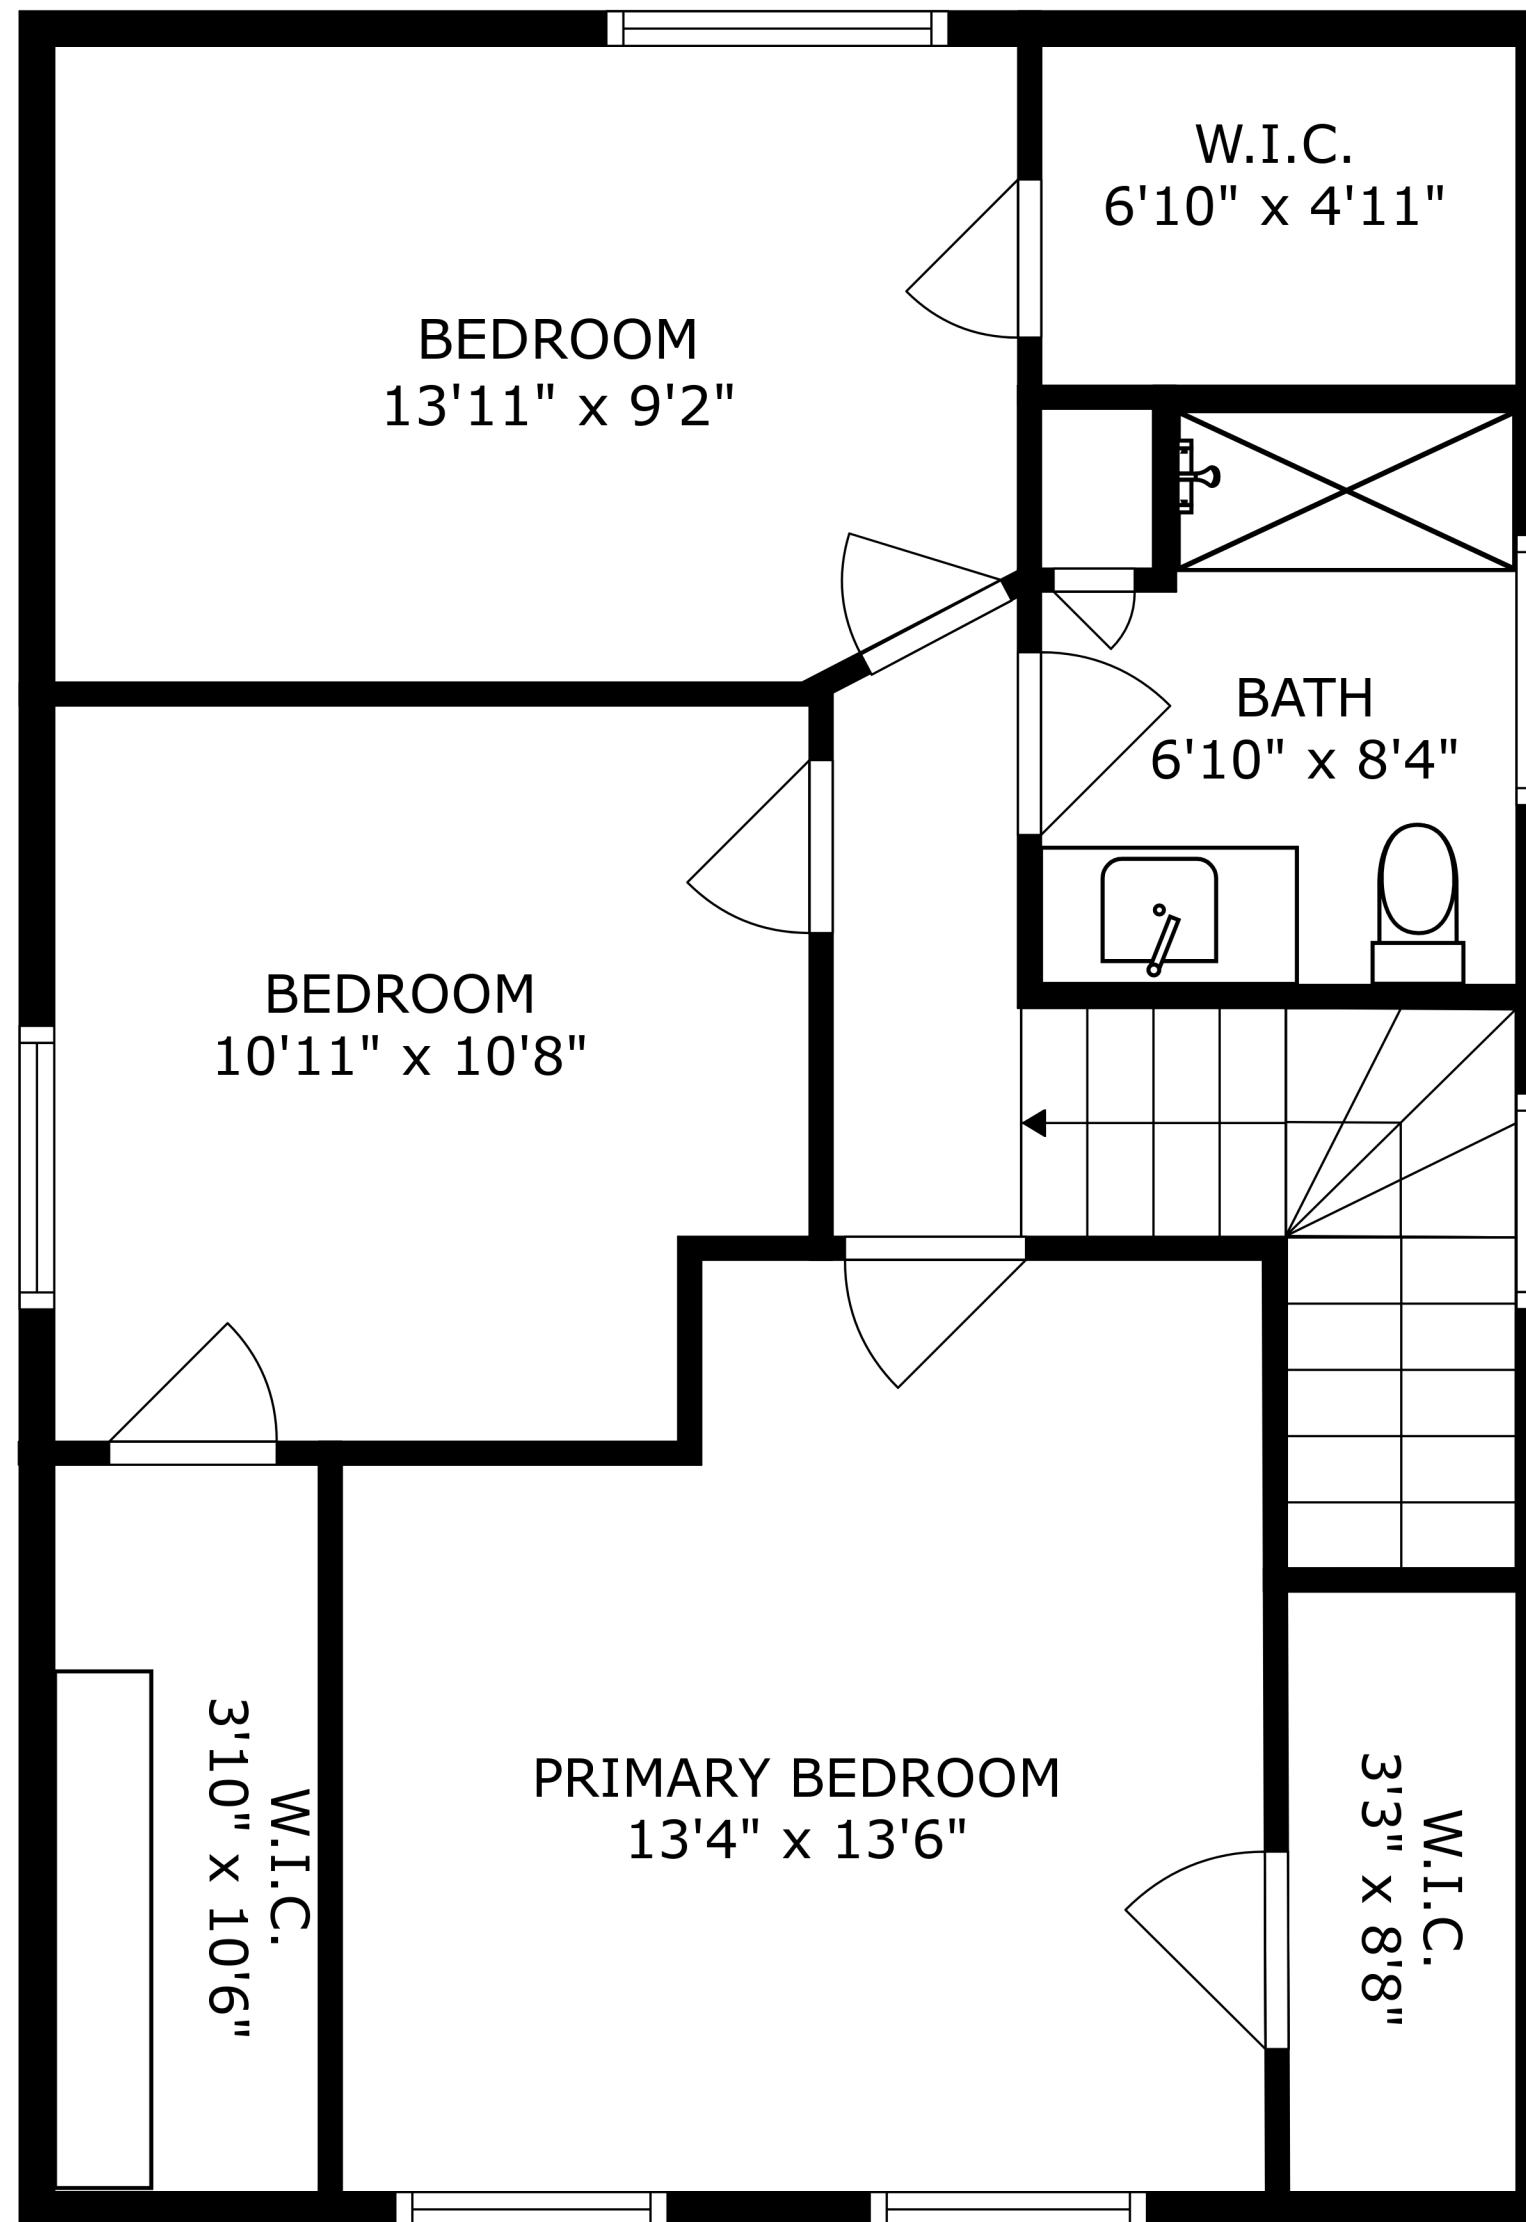 W.I.C.
6'10" x 4'11"
BEDROOM
13'11" x 9'2"
BATH
6'10" x 8'4"
BEDROOM
10'11" x 10'8"
PRIMARY BEDROOM
13'4" x 13'6"
W.I.C.
3'10" x 10'6"
W.I.C.
3'3" x 8'8"